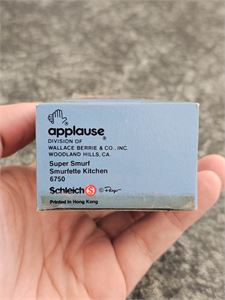 applause®
DIVISION OF
WALLACE BERRIE & CO., INC.
WOODLAND HILLS, CA.
Super Smurf
Smurfette Kitchen
6750
Schleich S © Peyo
Printed in Hong Kong